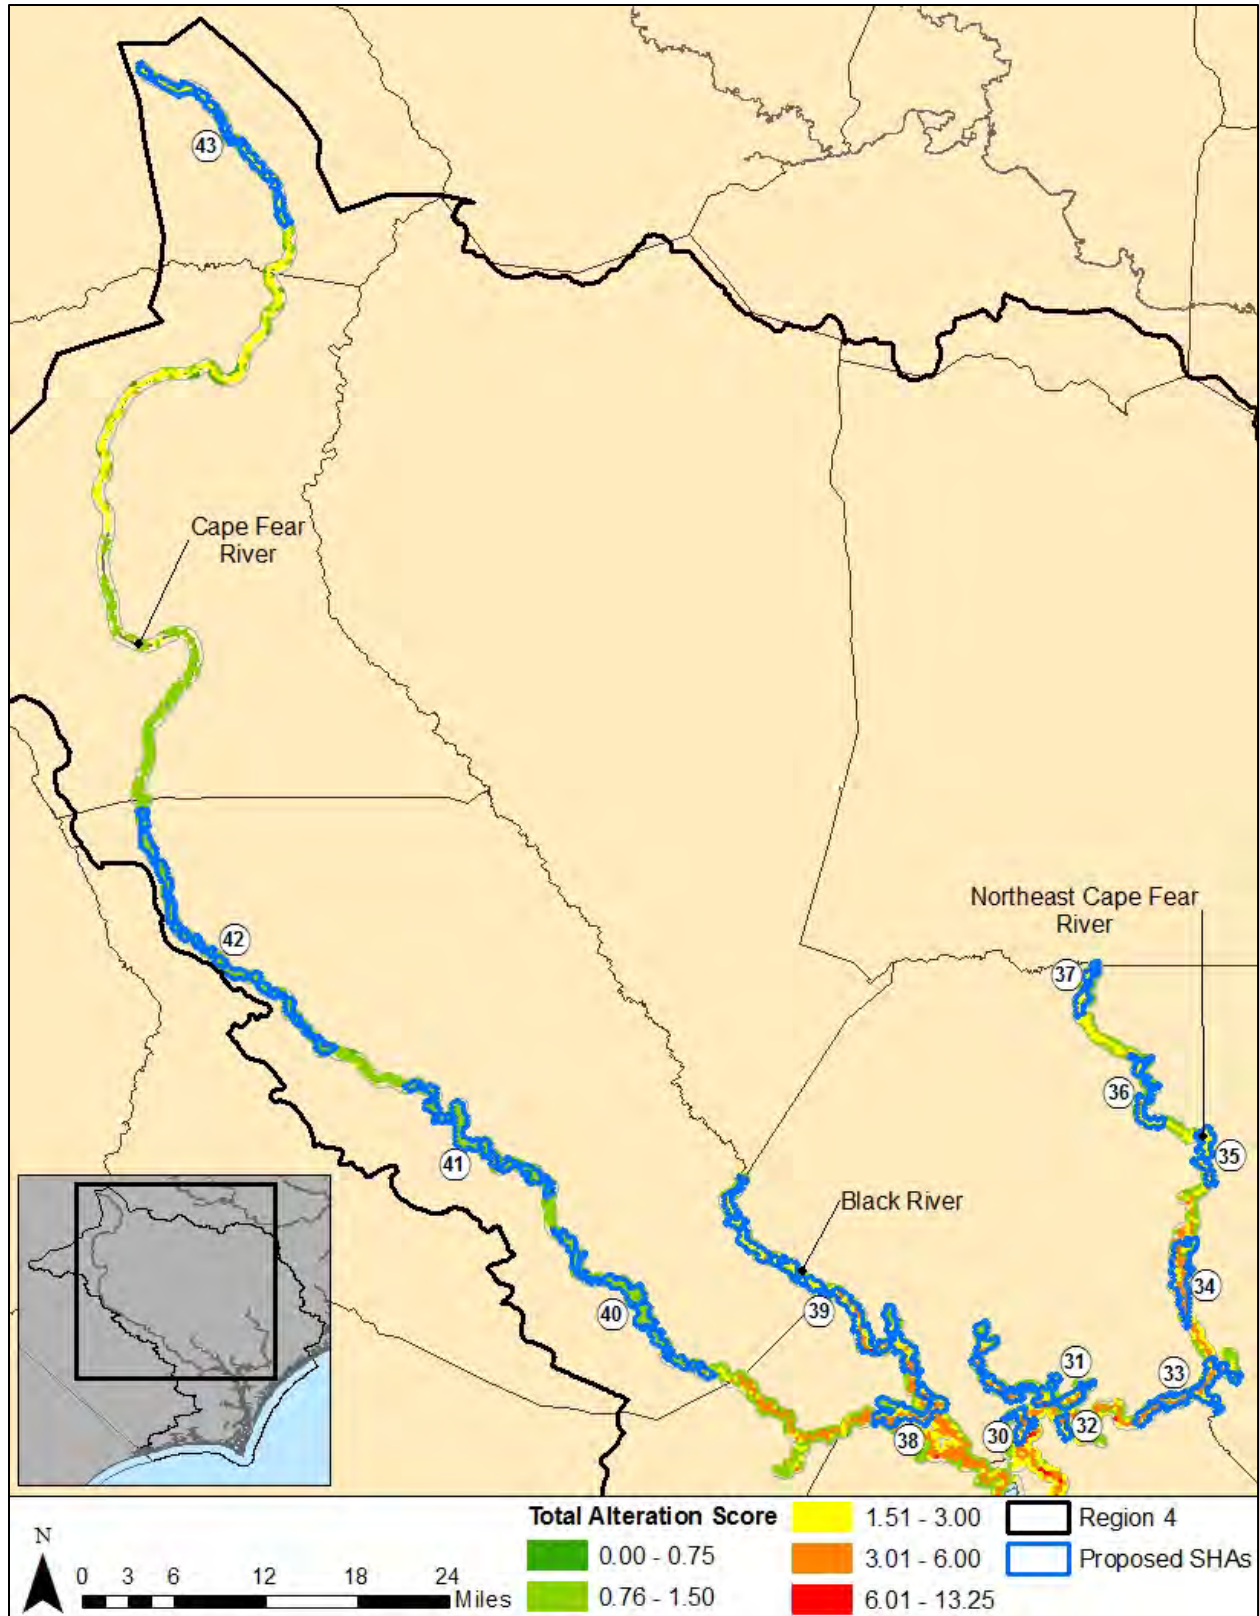 43
Cape Fear
River
42
Northeast Cape Fear
River
37
36
35
41
Black River
34
40
39
31
33
30
32
38
N
0 3 6 12 18 24
Miles
Total Alteration Score
0.00 - 0.75
0.76 - 1.50
1.51 - 3.00
3.01 - 6.00
6.01 - 13.25
Region 4
Proposed SHAs